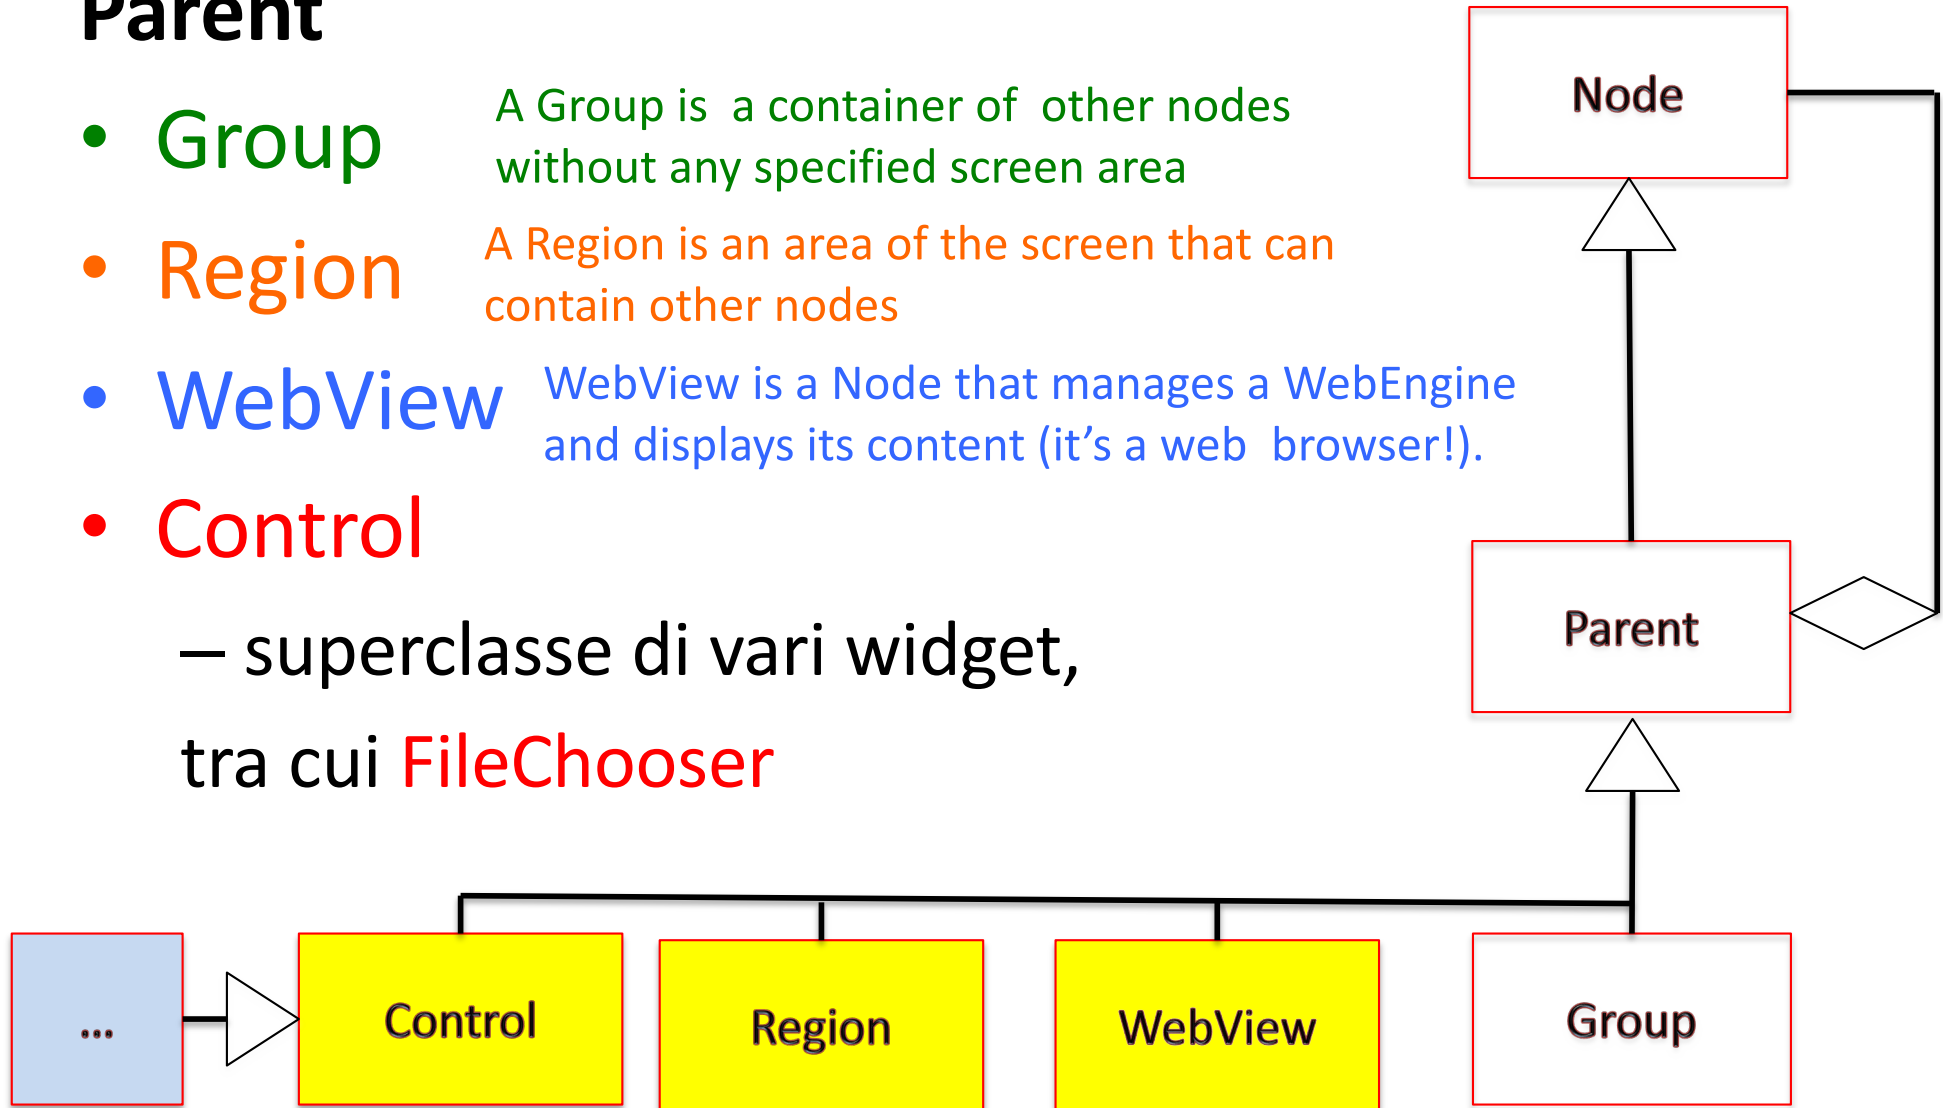 Parent
• Group
A Group is a container of other nodes
without any specified screen area
• Region
A Region is an area of the screen that can
contain other nodes
• WebView
WebView is a Node that manages a WebEngine
and displays its content (it’s a web browser!).
• Control
– superclasse di vari widget,
tra cui FileChooser
Node
Parent
...
Control
Region
WebView
Group